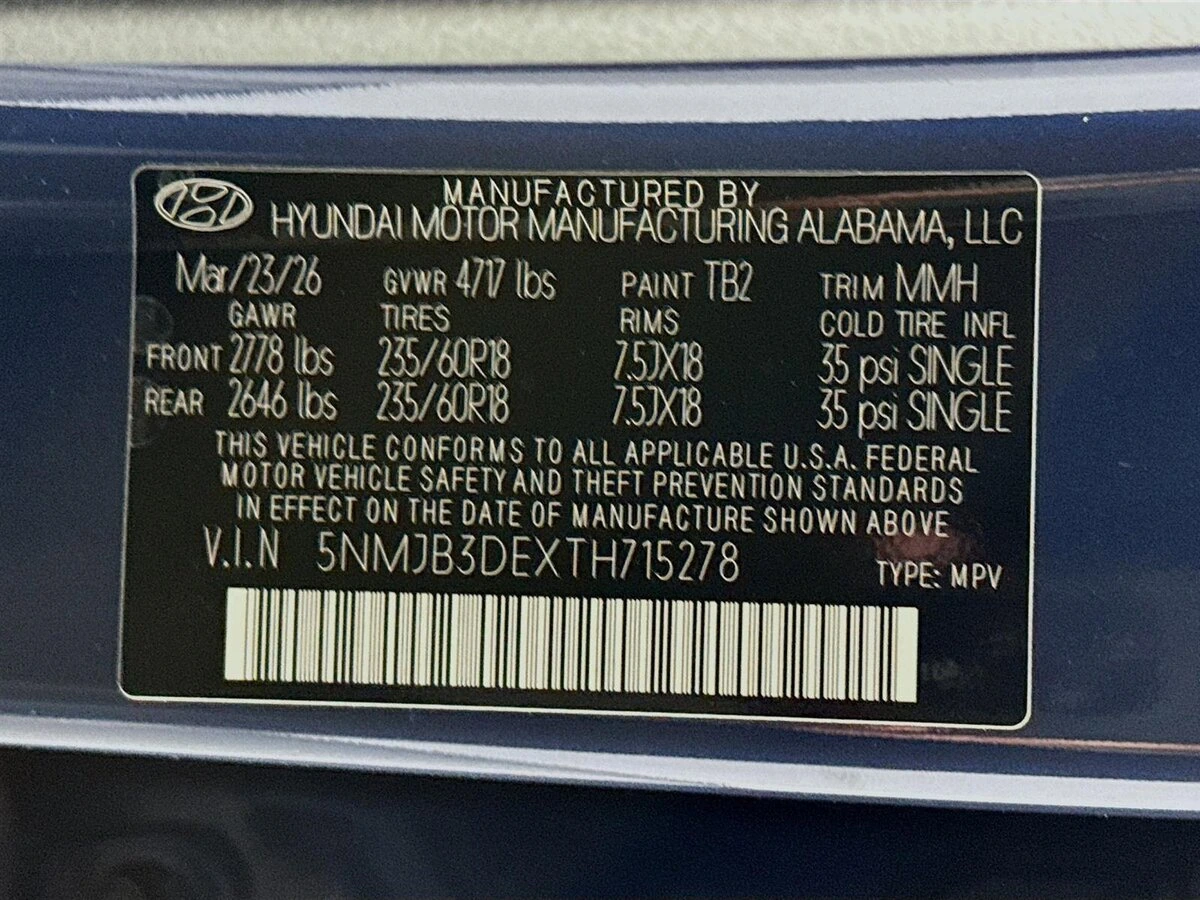 MANUFACTURED BY
HYUNDAI MOTOR MANUFACTURING ALABAMA, LLC
Mar/23/26 GVWR 4717 lbs PAINT TB2 TRIM MMH
GAWR TIRES RIMS COLD TIRE INFL
FRONT 2778 lbs 235/60R18 7.5JX18 35 psi SINGLE
REAR 2646 lbs 235/60R18 7.5JX18 35 psi SINGLE
THIS VEHICLE CONFORMS TO ALL APPLICABLE U.S.A. FEDERAL
MOTOR VEHICLE SAFETY AND THEFT PREVENTION STANDARDS
IN EFFECT ON THE DATE OF MANUFACTURE SHOWN ABOVE
V.I.N 5NMJB3DEXTH715278 TYPE: MPV